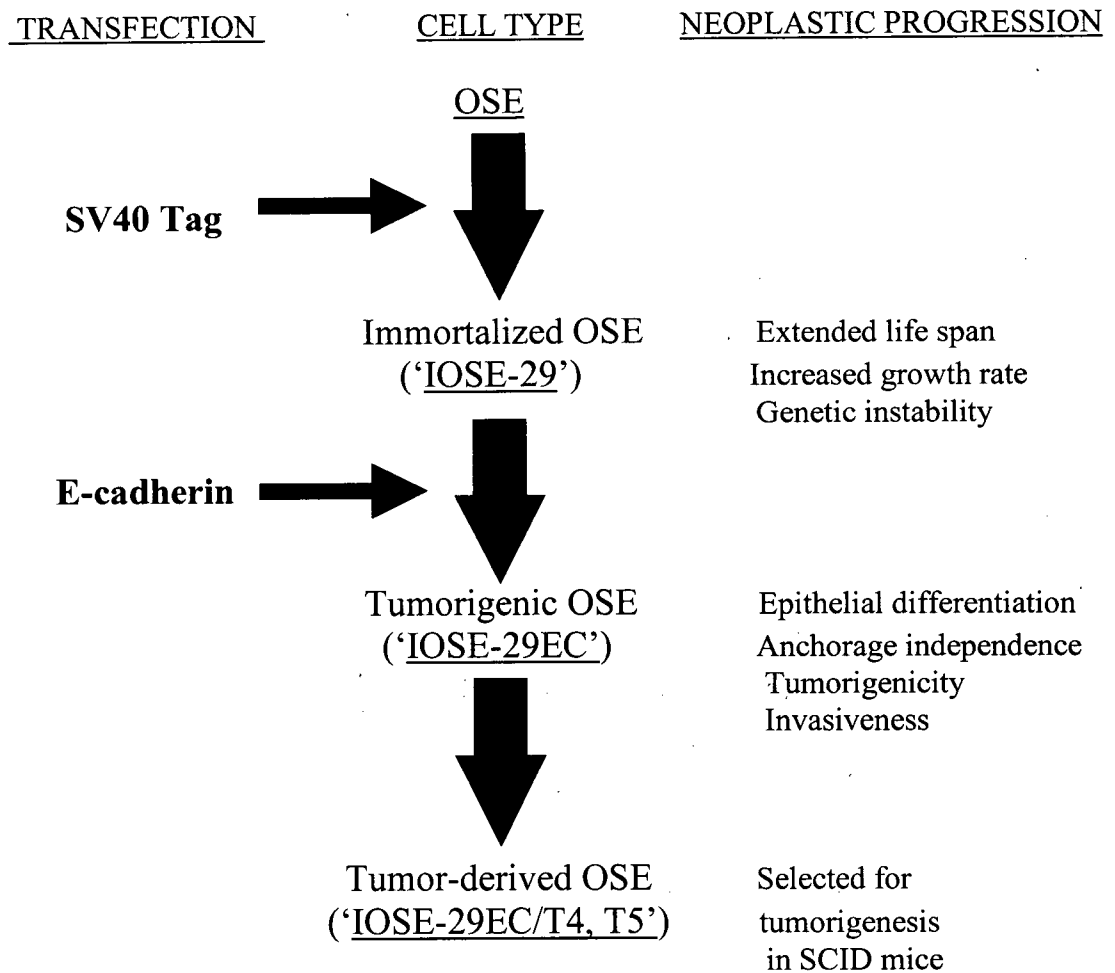 TRANSFECTION CELL TYPE NEOPLASTIC PROGRESSION
OSE
SV40 Tag
Immortalized OSE
('IOSE-29')
Extended life span
Increased growth rate
Genetic instability
E-cadherin
Tumorigenic OSE
('IOSE-29EC')
Epithelial differentiation
Anchorage independence
Tumorigenicity
Invasiveness
Tumor-derived OSE
('IOSE-29EC/T4, T5')
Selected for
tumorigenesis
in SCID mice